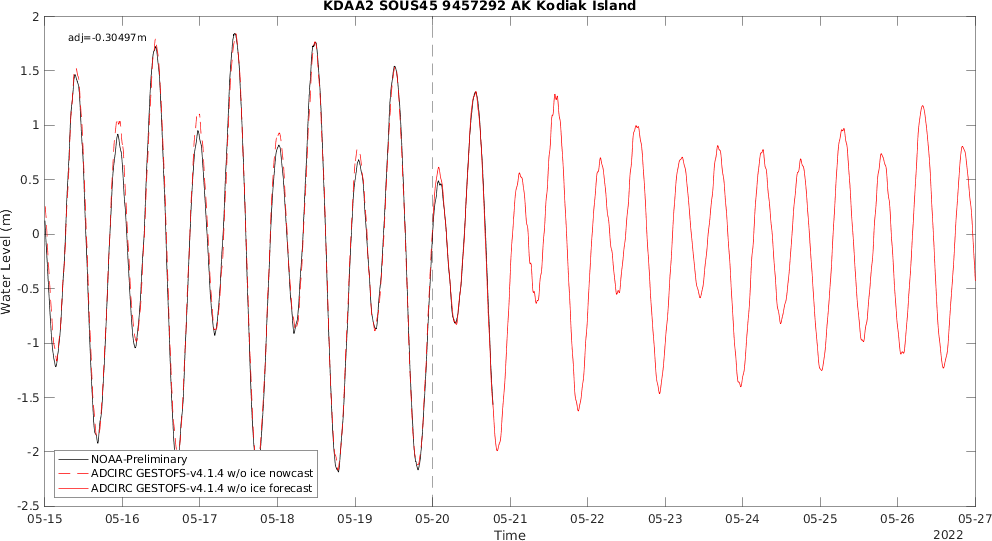 KDAA2 SOUS45 9457292 AK Kodiak Island
adj=-0.30497m
2
1.5
1
0.5
0
-0.5
-1
-1.5
-2
-2.5
Water Level (m)
NOAA-Preliminary
ADCIRC GESTOFS-v4.1.4 w/o ice nowcast
ADCIRC GESTOFS-v4.1.4 w/o ice forecast
05-15 05-16 05-17 05-18 05-19 05-20 05-21 05-22 05-23 05-24 05-25 05-26 05-27
Time
2022